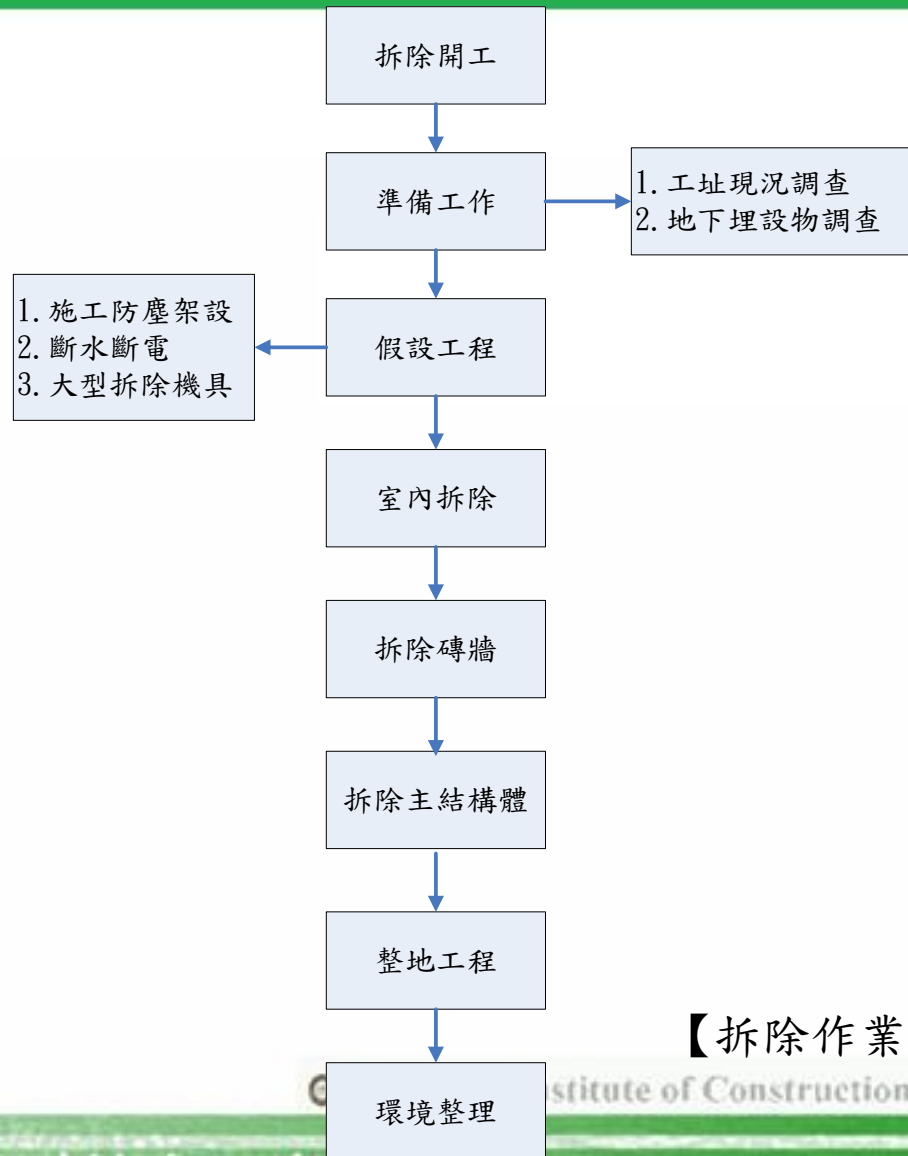 拆除開工
準備工作
1.工址現況調查
2.地下埋設物調查
假設工程
1.施工防塵架設
2.斷水斷電
3.大型拆除機具
室內拆除
拆除磚牆
拆除主結構體
整地工程
【拆除作業
stitute of Construction
環境整理